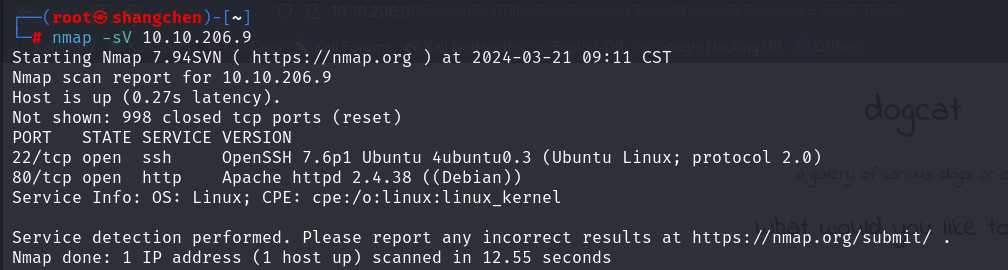 ┌──(root㉿shangchen)-[~]
└─# nmap -sV 10.10.206.9
Starting Nmap 7.94SVN ( https://nmap.org ) at 2024-03-21 09:11 CST
Nmap scan report for 10.10.206.9
Host is up (0.27s latency).
Not shown: 998 closed tcp ports (reset)
PORT   STATE SERVICE VERSION
22/tcp open  ssh     OpenSSH 7.6p1 Ubuntu 4ubuntu0.3 (Ubuntu Linux; protocol 2.0)
80/tcp open  http    Apache httpd 2.4.38 ((Debian))
Service Info: OS: Linux; CPE: cpe:/o:linux:linux_kernel
Service detection performed. Please report any incorrect results at https://nmap.org/submit/ .
Nmap done: 1 IP address (1 host up) scanned in 12.55 seconds
dogcat
a gallery of various dogs or c
what would you like to
Google Hacking DB
OffSec